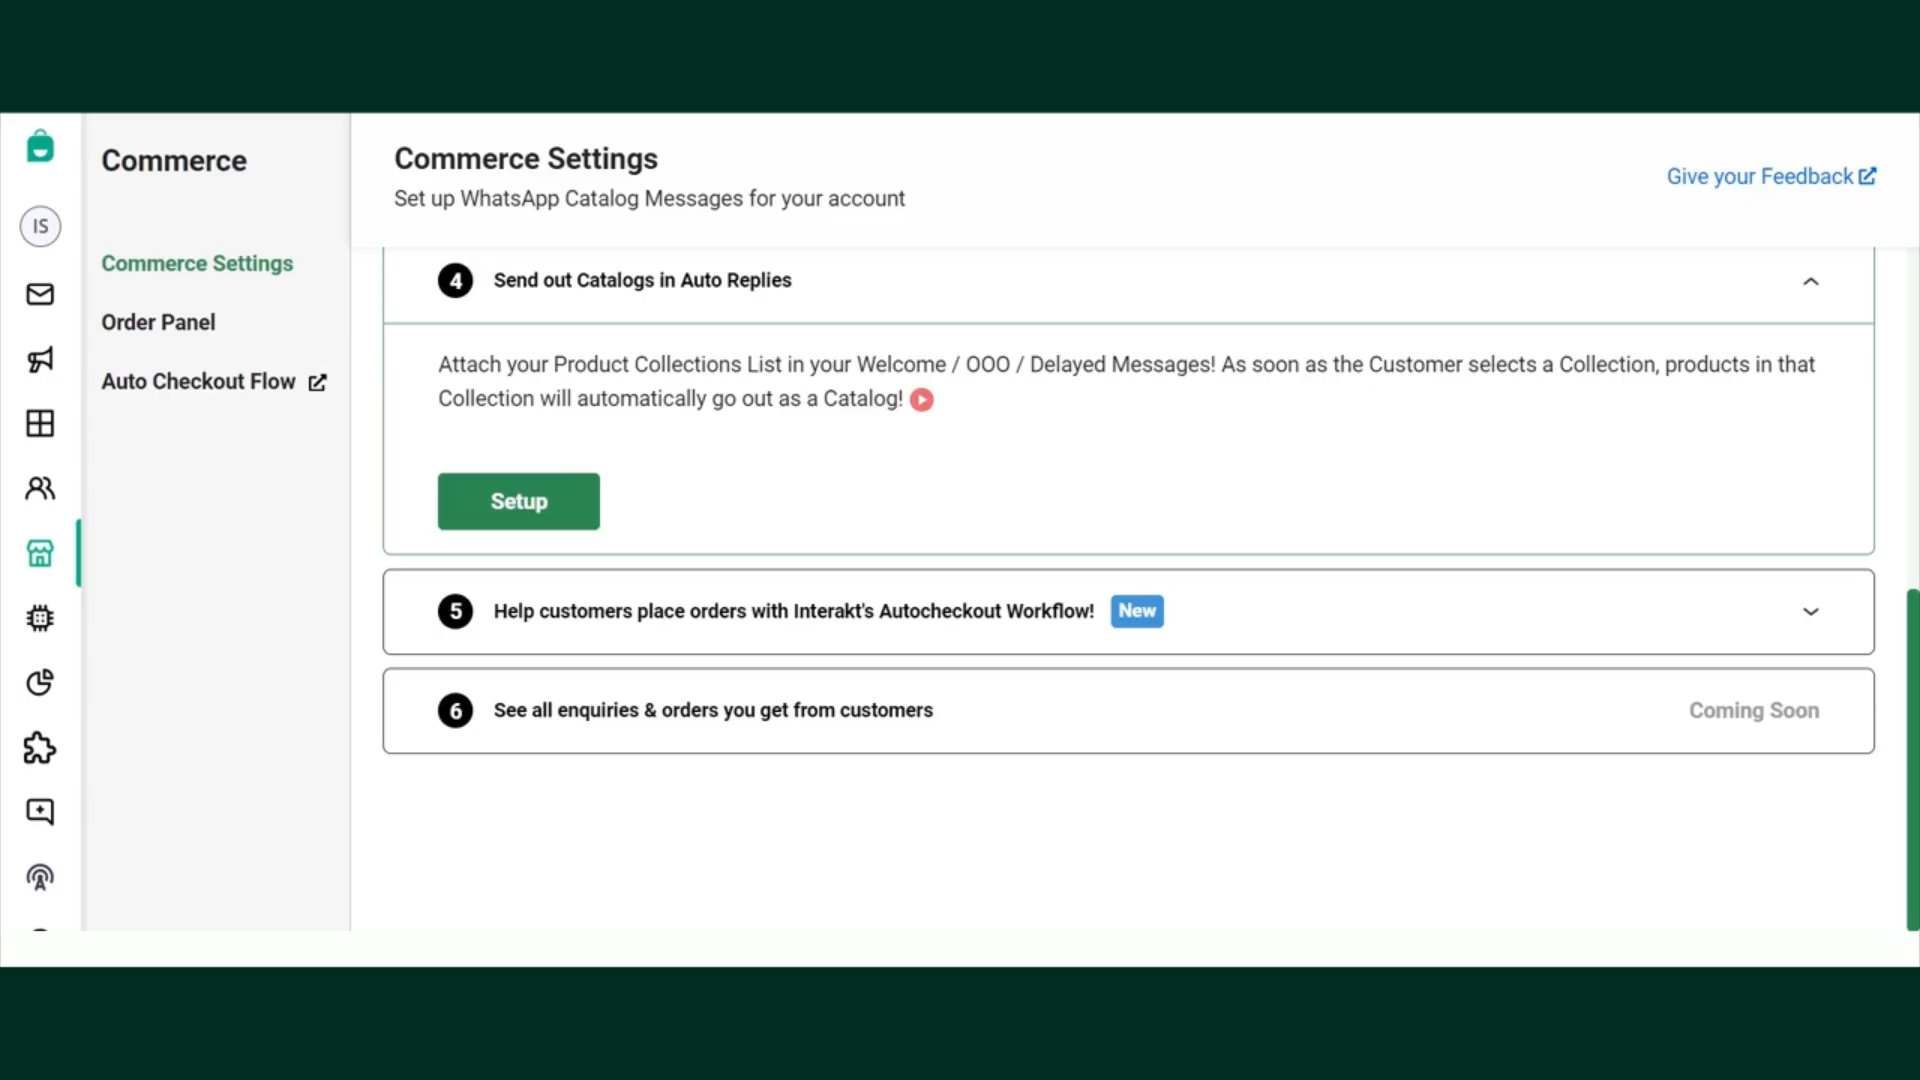 Commerce
IS
Commerce Settings
Order Panel
Auto Checkout Flow
Commerce Settings
Set up WhatsApp Catalog Messages for your account
Give your Feedback
4 Send out Catalogs in Auto Replies
Attach your Product Collections List in your Welcome / OOO / Delayed Messages! As soon as the Customer selects a Collection, products in that
Collection will automatically go out as a Catalog!
Setup
5 Help customers place orders with Interakt's Autocheckout Workflow! New
6 See all enquiries & orders you get from customers Coming Soon